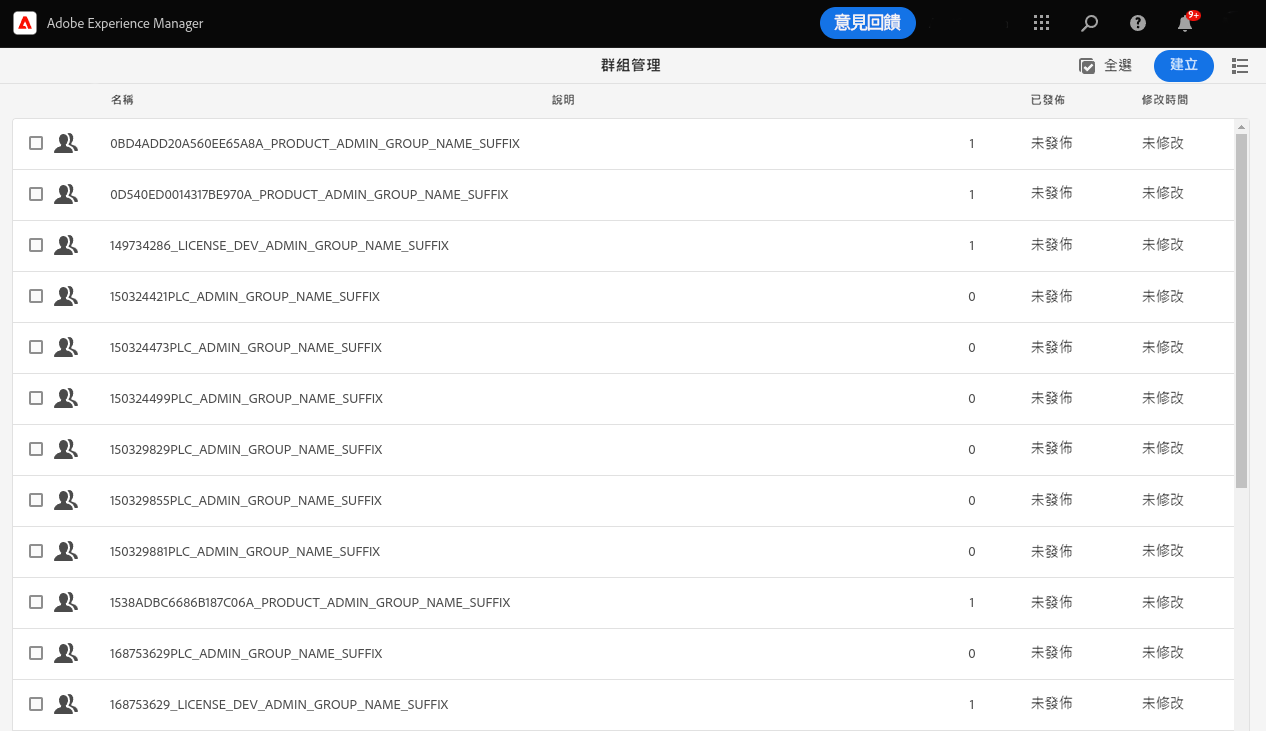 Adobe Experience Manager 意見回饋 9+
群組管理 全選 建立
名稱 說明 已發佈 修改時間
0BD4ADD20A560EE65A8A_PRODUCT_ADMIN_GROUP_NAME_SUFFIX 1 未發佈 未修改
0D540ED0014317BE970A_PRODUCT_ADMIN_GROUP_NAME_SUFFIX 1 未發佈 未修改
149734286_LICENSE_DEV_ADMIN_GROUP_NAME_SUFFIX 1 未發佈 未修改
150324421PLC_ADMIN_GROUP_NAME_SUFFIX 0 未發佈 未修改
150324473PLC_ADMIN_GROUP_NAME_SUFFIX 0 未發佈 未修改
150324499PLC_ADMIN_GROUP_NAME_SUFFIX 0 未發佈 未修改
150329829PLC_ADMIN_GROUP_NAME_SUFFIX 0 未發佈 未修改
150329855PLC_ADMIN_GROUP_NAME_SUFFIX 0 未發佈 未修改
150329881PLC_ADMIN_GROUP_NAME_SUFFIX 0 未發佈 未修改
1538ADBC6686B187C06A_PRODUCT_ADMIN_GROUP_NAME_SUFFIX 1 未發佈 未修改
168753629PLC_ADMIN_GROUP_NAME_SUFFIX 0 未發佈 未修改
168753629_LICENSE_DEV_ADMIN_GROUP_NAME_SUFFIX 1 未發佈 未修改